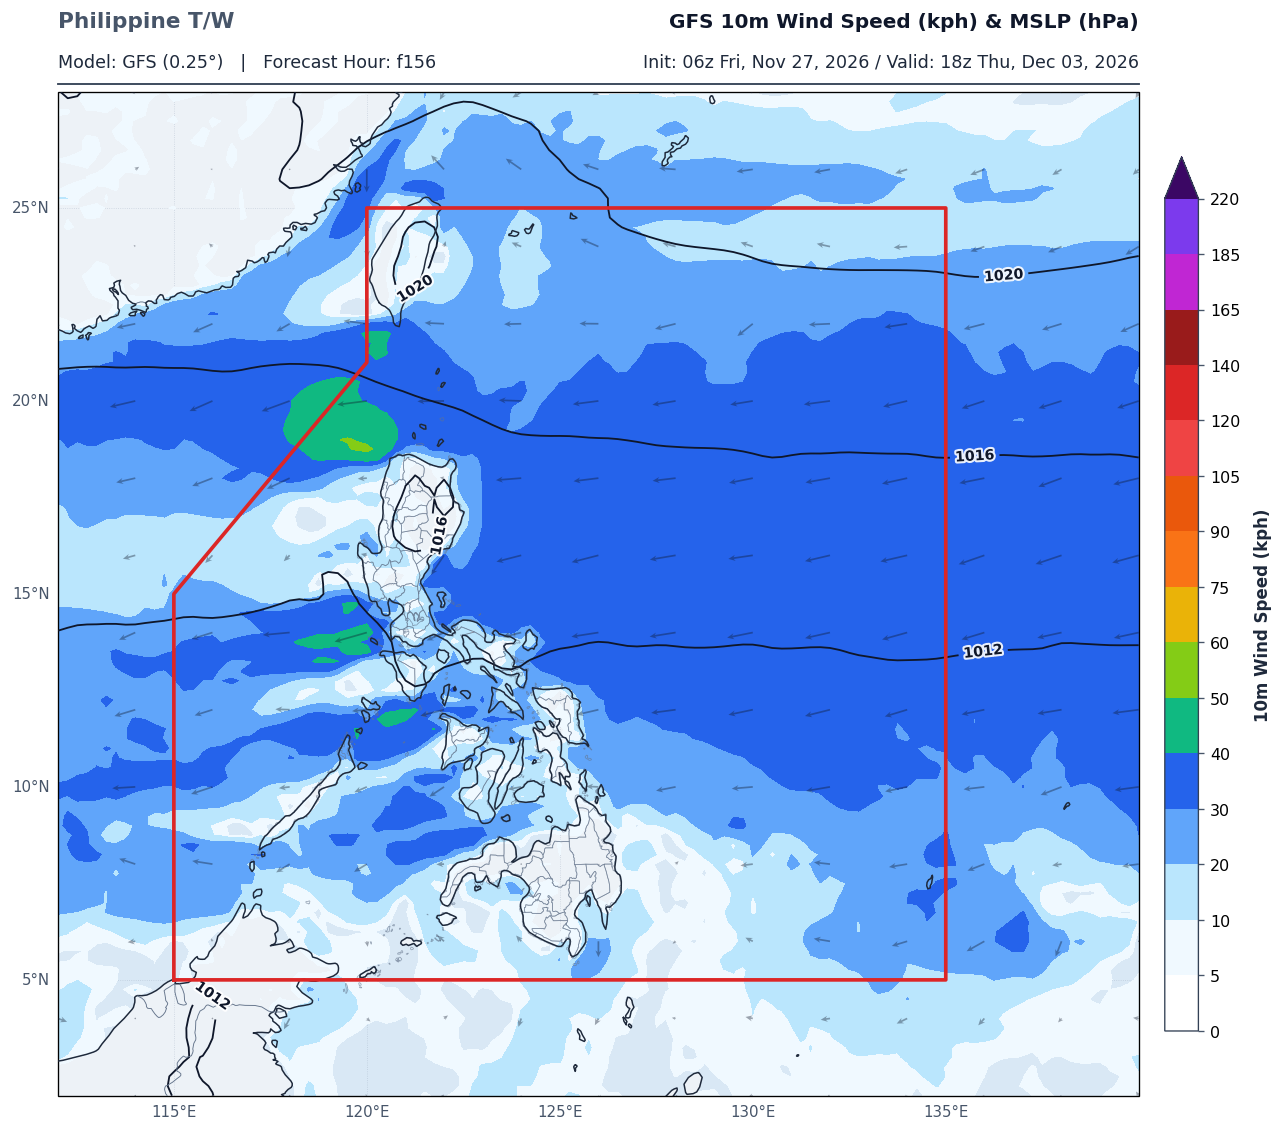 Philippine T/W
GFS 10m Wind Speed (kph) & MSLP (hPa)
Model: GFS (0.25°)   |   Forecast Hour: f156
Init: 06z Fri, Nov 27, 2026 / Valid: 18z Thu, Dec 03, 2026
25°N
20°N
15°N
10°N
5°N
115°E
120°E
125°E
130°E
135°E
1020
1020
1016
1016
1012
1012
220
185
165
140
120
105
90
75
60
50
40
30
20
10
5
0
10m Wind Speed (kph)